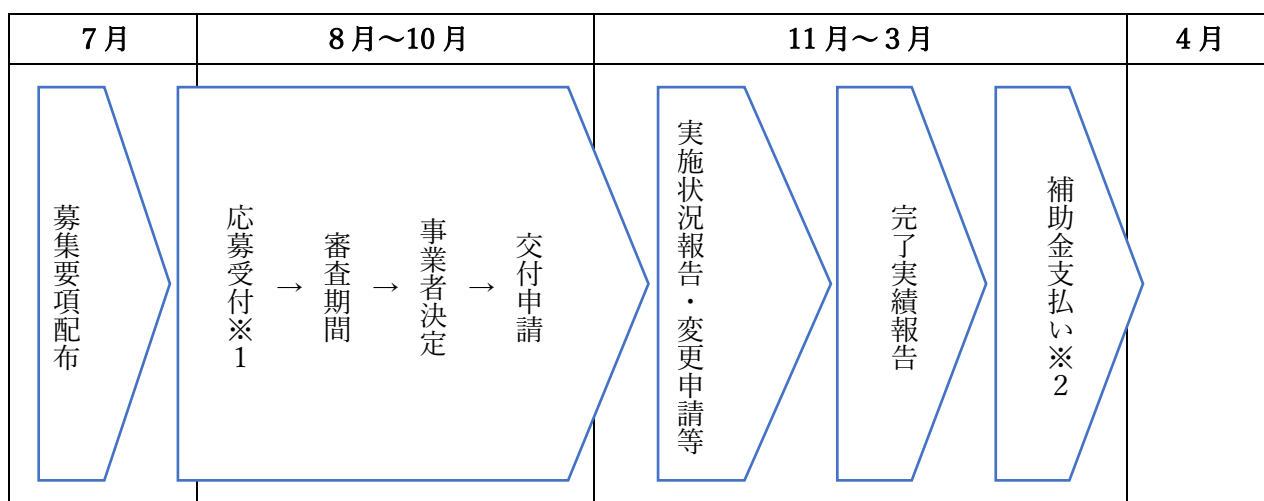 7月
8月～10月
11月～3月
4月
募集要項配布
応募受付※1
→
審査期間
→
事業者決定
→
交付申請
実施状況報告・変更申請等
完了実績報告
補助金支払い※2